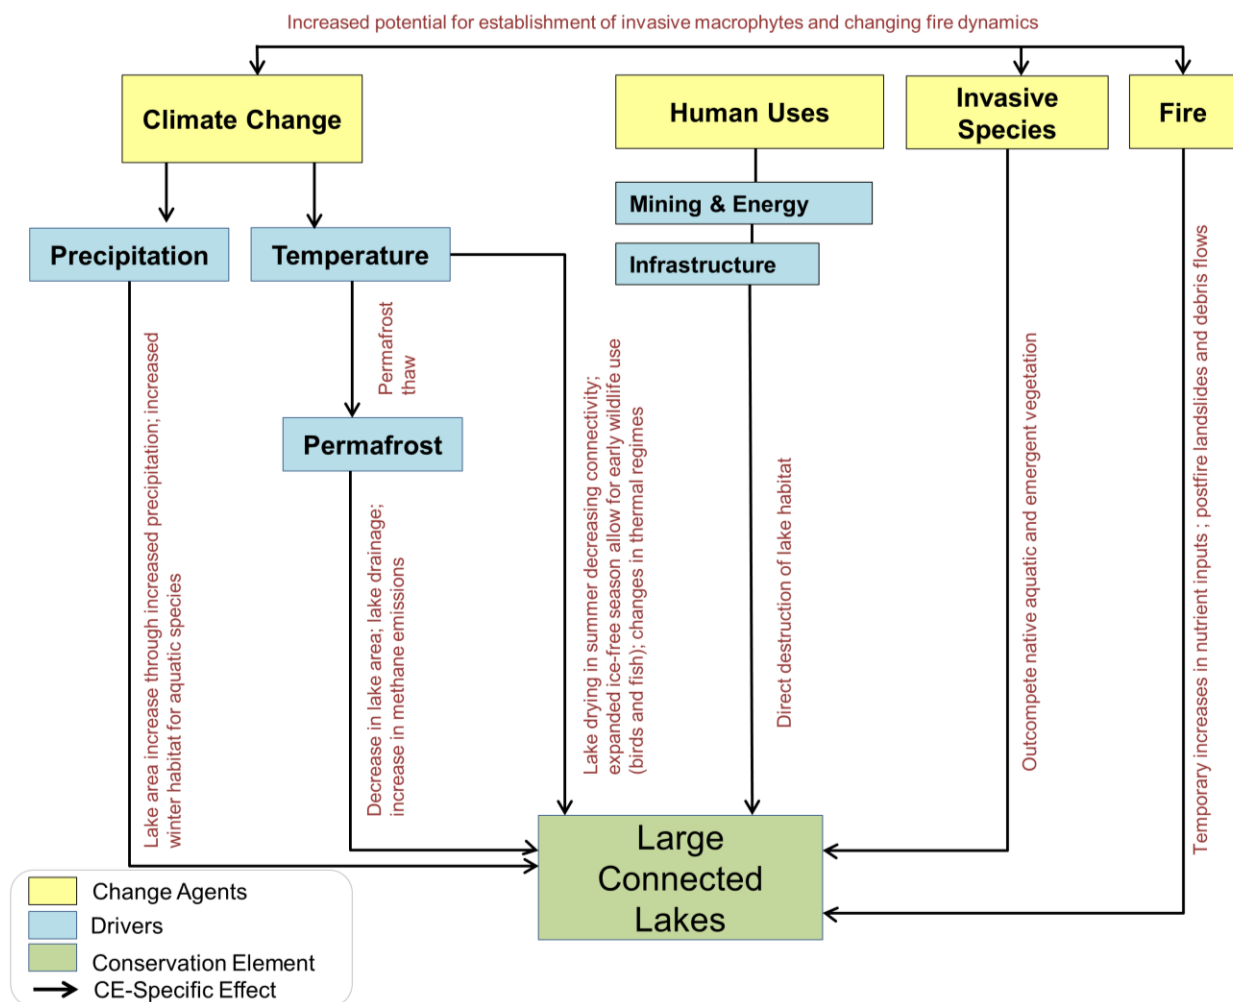 Increased potential for establishment of invasive macrophytes and changing fire dynamics
Climate Change
Human Uses
Invasive
Species
Fire
Mining & Energy
Infrastructure
Precipitation
Temperature
Permafrost
thaw
Permafrost
Lake area increase through increased precipitation; increased
winter habitat for aquatic species
Decrease in lake area; lake drainage;
increase in methane emissions
Lake drying in summer decreasing connectivity;
expanded ice-free season allow for early wildlife use
(birds and fish); changes in thermal regimes
Direct destruction of lake habitat
Outcompete native aquatic and emergent vegetation
Temporary increases in nutrient inputs ; postfire landslides and debris flows
Large
Connected
Lakes
Change Agents
Drivers
Conservation Element
CE-Specific Effect